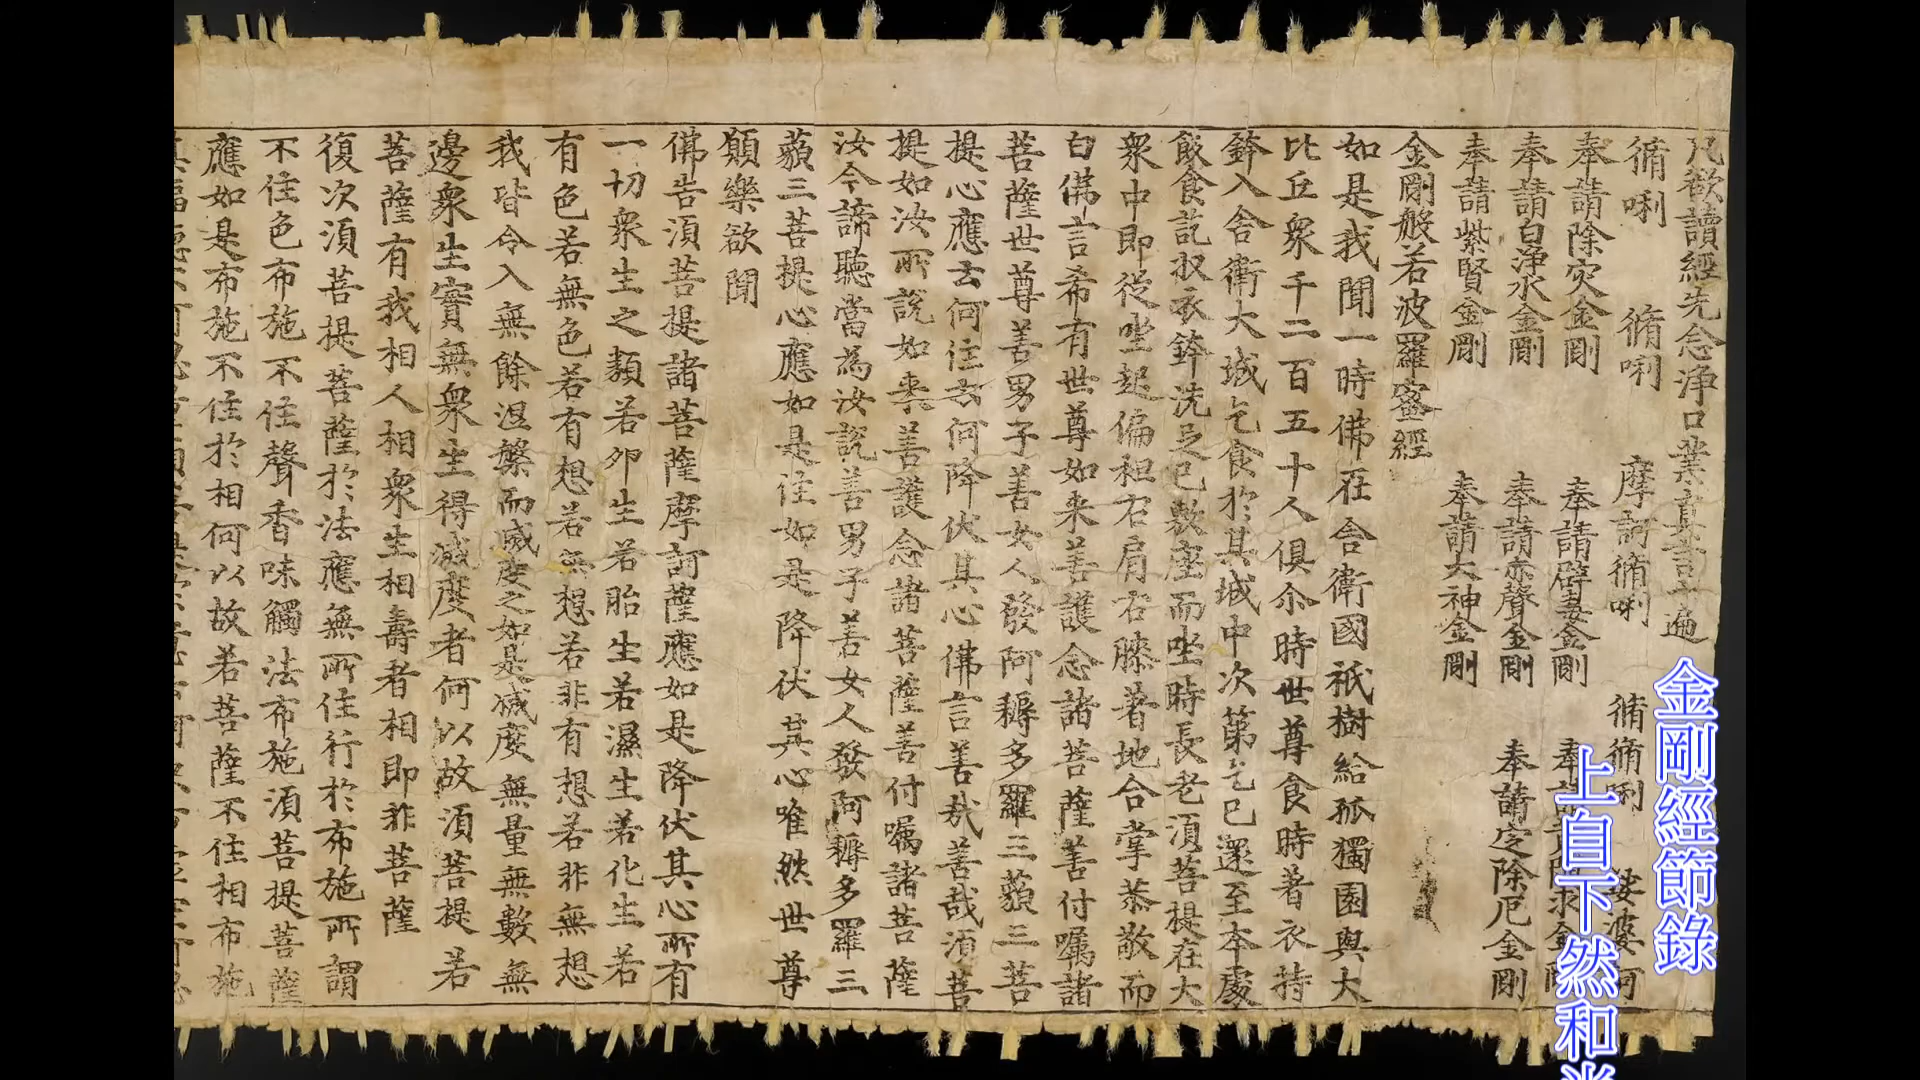 凡欲讀經先念淨口業真言一遍
脩唎　脩唎　摩訶脩唎　脩脩唎　娑婆訶
奉請除灾金剛　奉請辟毒金剛　奉請
奉請白淨水金剛　奉請赤聲金剛　奉請定除厄金剛
奉請紫賢金剛　奉請大神金剛
金剛般若波羅蜜經
如是我聞一時佛在舍衛國祇樹給孤獨園與大
比丘衆千二百五十人俱尒時世尊食時著衣持
鉢入舍衛大城乞食於其城中次第乞已還至本處
飯食訖收衣鉢洗足已敷座而坐時長老須菩提在大
衆中即從坐起偏袒右肩右膝著地合掌恭敬而
白佛言希有世尊如来善護念諸菩薩善付嘱諸
菩薩世尊善男子善女人發阿耨多羅三藐三菩
提心應云何住云何降伏其心佛言善哉善哉須菩
提如汝所説如来善護念諸菩薩善付嘱諸菩薩
汝今諦聽當為汝説善男子善女人發阿耨多羅三
藐三菩提心應如是住如是降伏其心唯然世尊
願樂欲聞
佛告須菩提諸菩薩摩訶薩應如是降伏其心所有
一切衆生之類若卵生若胎生若濕生若化生若
有色若無色若有想若無想若非有想若非無想
我皆令入無餘涅槃而滅度之如是滅度無量無數無
邊衆生實無衆生得滅度者何以故須菩提若
菩薩有我相人相衆生相壽者相即非菩薩
復次須菩提菩薩於法應無所住行於布施所謂
不住色布施不住聲香味觸法布施須菩提菩薩
應如是布施不住於相何以故若菩薩不住相布施
金剛經節錄
上自下然和